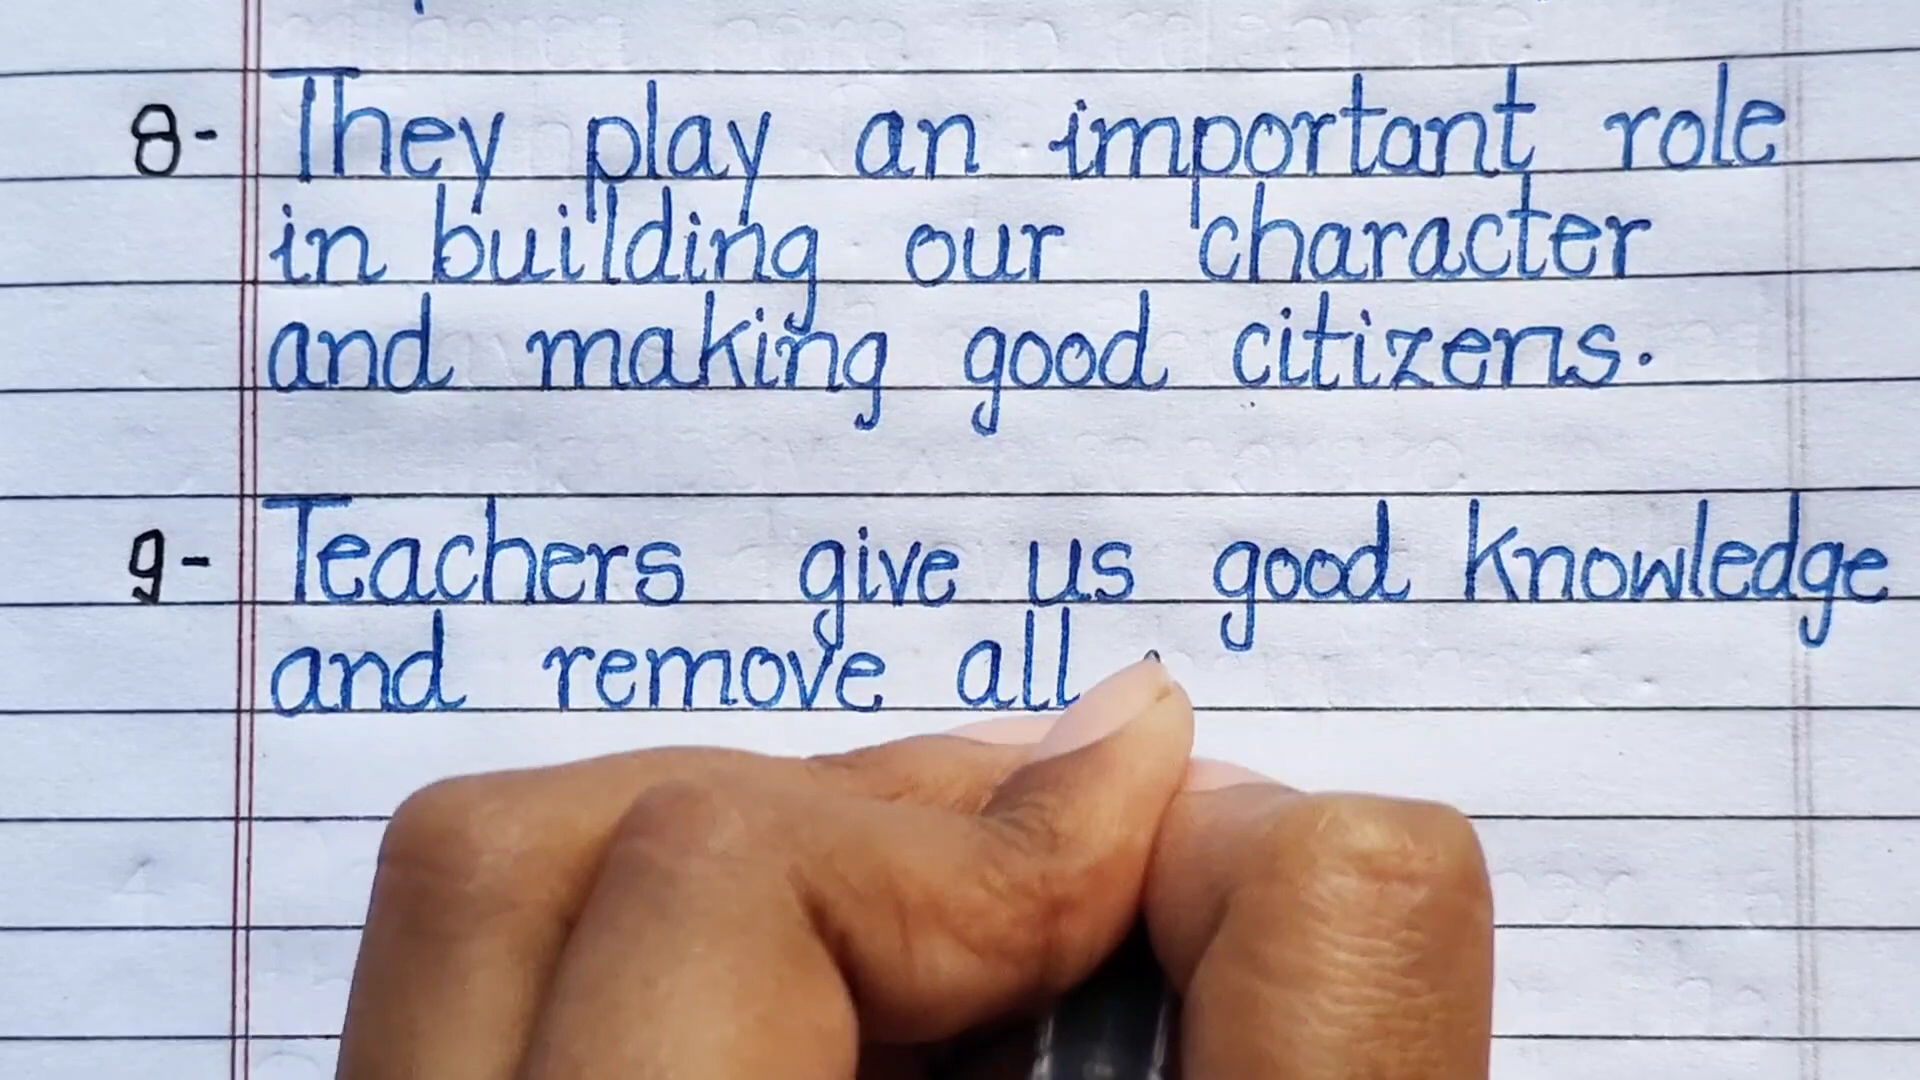 8- They play an important role
in building our character
and making good citizens.
9- Teachers give us good knowledge
and remove all